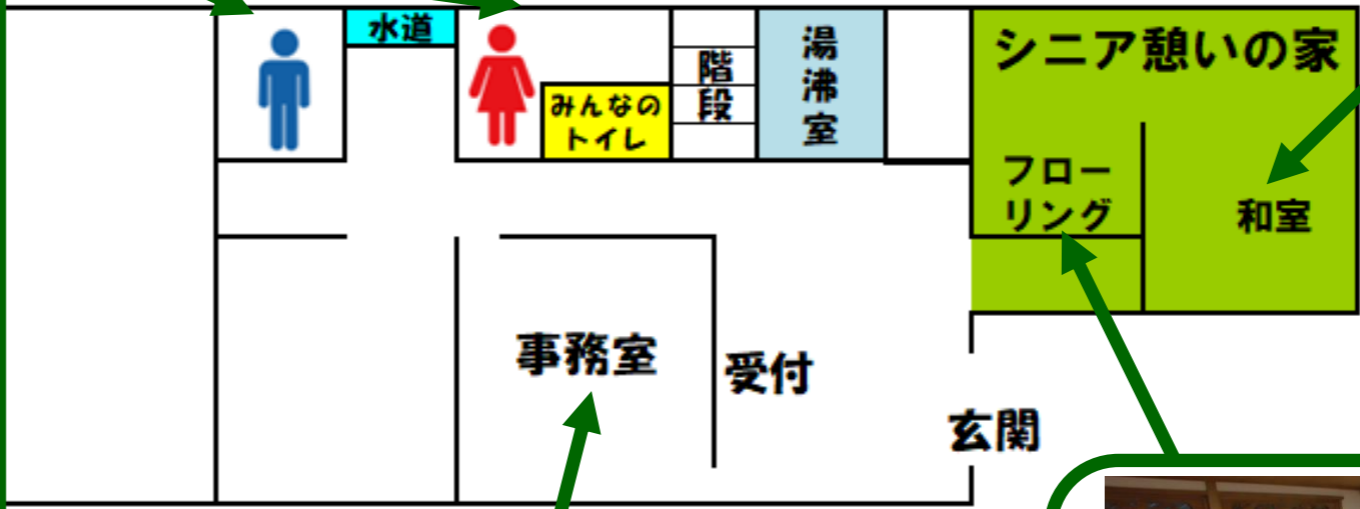 水道
みんなの
トイレ
階
段
湯
沸
室
シニア憩いの家
フロー
リング
和室
事務室
受付
玄関